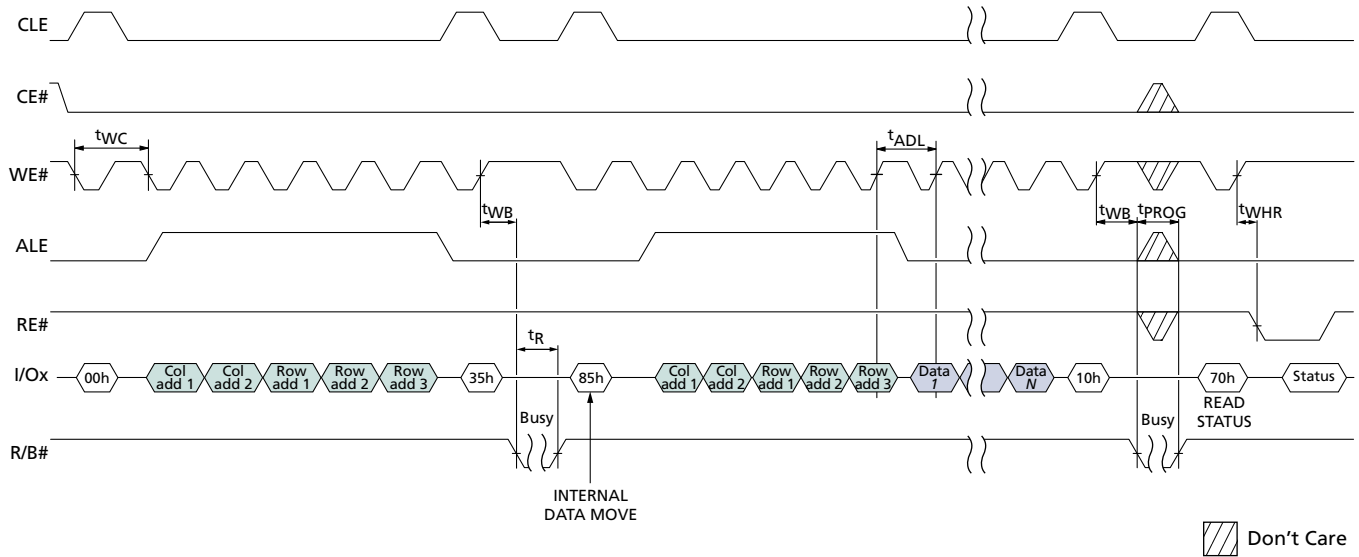 CLE
CE#
tWC
tADL
WE#
tWB
tWB
tPROG
tWHR
ALE
RE#
tR
I/Ox
00h
Col add 1
Col add 2
Row add 1
Row add 2
Row add 3
35h
85h
Col add 1
Col add 2
Row add 1
Row add 2
Row add 3
Data 1
Data N
10h
70h
Status
READ STATUS
Busy
Busy
R/B#
INTERNAL
DATA MOVE
Don't Care